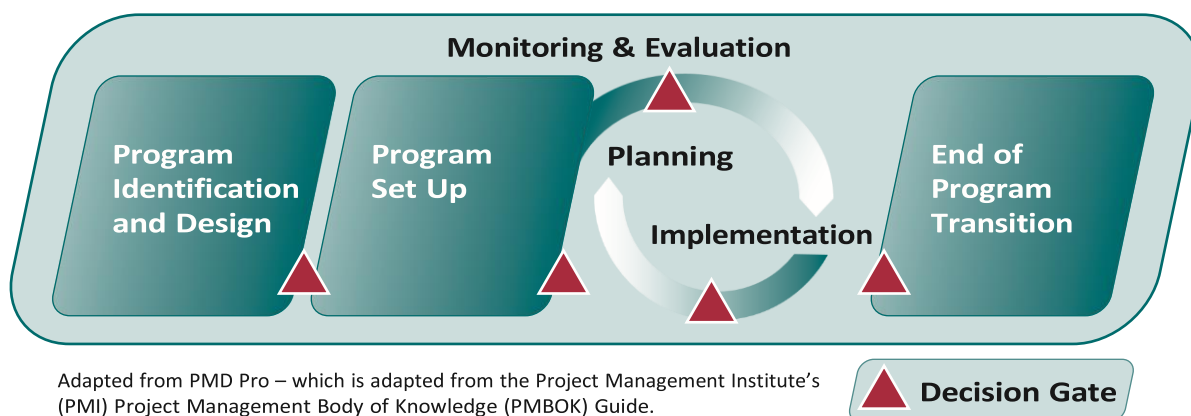 Monitoring & Evaluation
Program
Identification
and Design
Program
Set Up
Planning
Implementation
End of
Program
Transition
Adapted from PMD Pro – which is adapted from the Project Management Institute’s
(PMI) Project Management Body of Knowledge (PMBOK) Guide.
Decision Gate